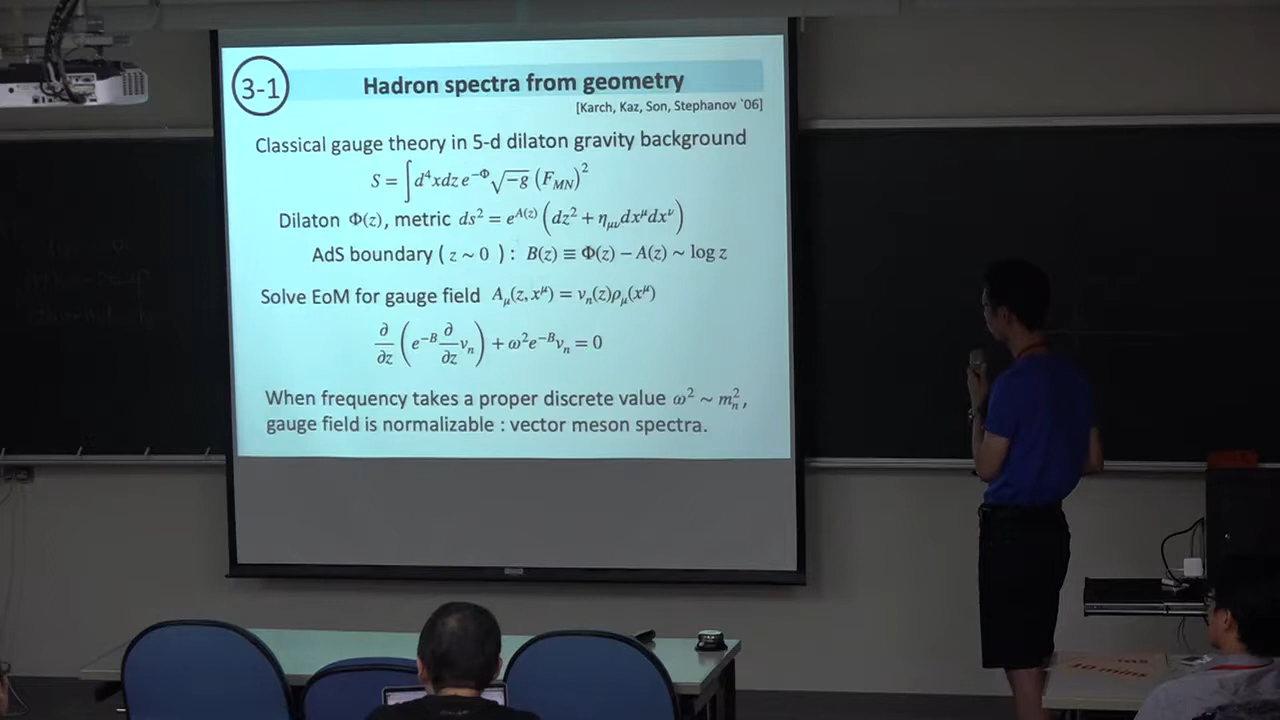 3-1
Hadron spectra from geometry
[Karch, Kaz, Son, Stephanov `06]
Classical gauge theory in 5-d dilaton gravity background
S = ∫ d⁴xdz e^{−Φ} √−g (F_{MN})²
Dilaton Φ(z), metric ds² = e^{A(z)} (dz² + η_{μν}dx^μdx^ν)
AdS boundary ( z ~ 0 ) : B(z) ≡ Φ(z) − A(z) ~ log z
Solve EoM for gauge field A_μ(z, x^μ) = v_n(z)ρ_μ(x^μ)
∂/∂z (e^{−B} ∂/∂z v_n) + ω²e^{−B}v_n = 0
When frequency takes a proper discrete value ω² ~ m_n²,
gauge field is normalizable : vector meson spectra.
10 mins